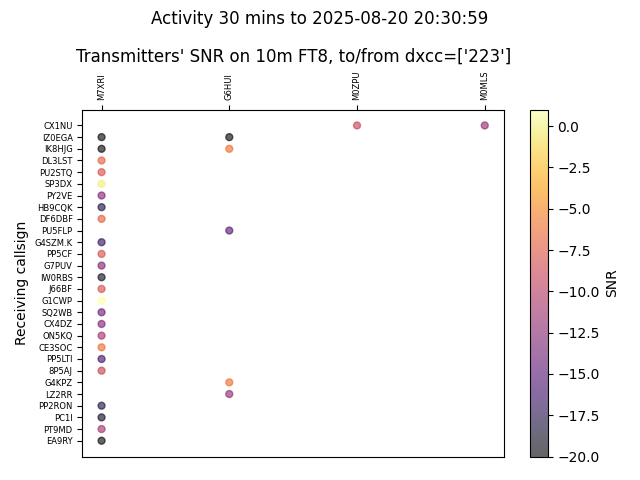 Activity 30 mins to 2025-08-20 20:30:59
Transmitters' SNR on 10m FT8, to/from dxcc=['223']
M7XRI
G6HUI
M0ZPU
M0MLS
CX1NU
IZ0EGA
IK8HJG
DL3LST
PU2STQ
SP3DX
PY2VE
HB9CQK
DF6DBF
PU5FLP
G4SZM.K
PP5CF
G7PUV
IW0RBS
J66BF
G1CWP
SQ2WB
CX4DZ
ON5KQ
CE3SOC
PP5LTI
8P5AJ
G4KPZ
LZ2RR
PP2RON
PC1I
PT9MD
EA9RY
Receiving callsign
0.0
−2.5
−5.0
−7.5
−10.0
−12.5
−15.0
−17.5
−20.0
SNR